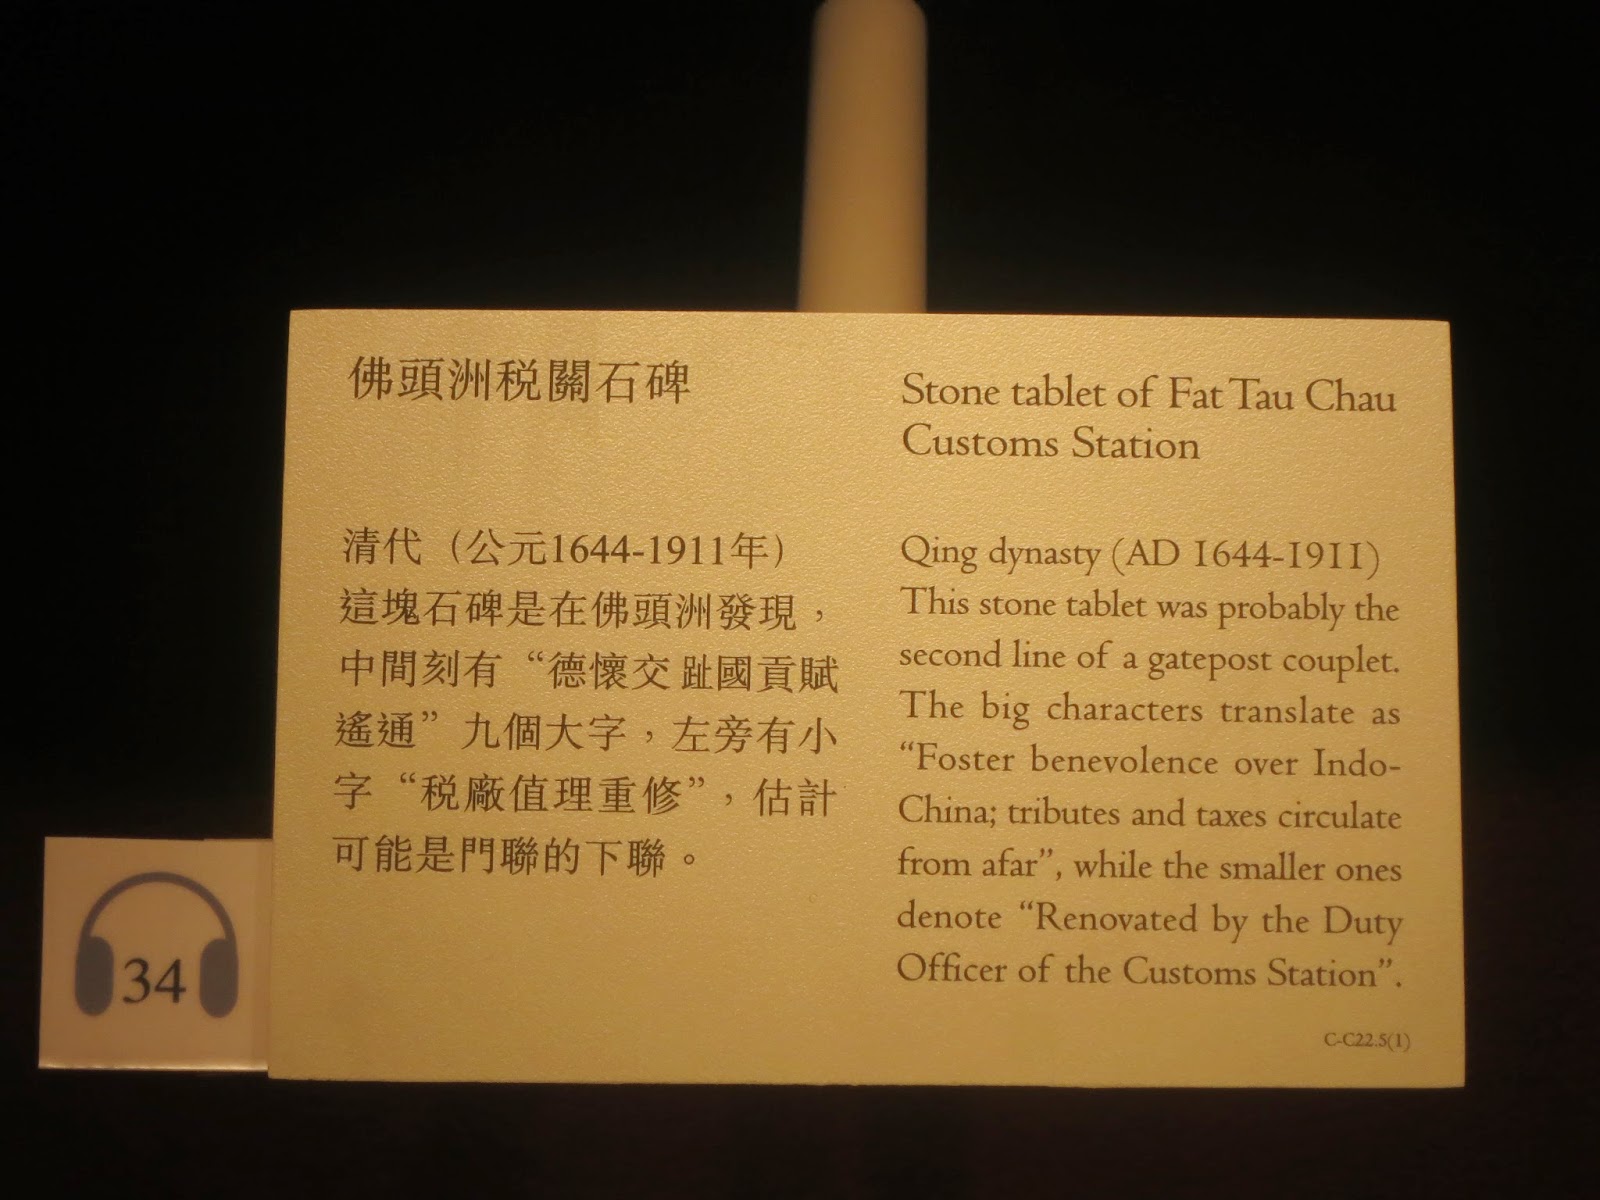 佛頭洲税關石碑
清代（公元1644-1911年）
這塊石碑是在佛頭洲發現，
中間刻有“德懷交趾國貢賦
遙通”九個大字，左旁有小
字“税廠值理重修”，估計
可能是門聯的下聯。
Stone tablet of Fat Tau Chau
Customs Station
Qing dynasty (AD 1644-1911)
This stone tablet was probably the
second line of a gatepost couplet.
The big characters translate as
“Foster benevolence over Indo-
China; tributes and taxes circulate
from afar”, while the smaller ones
denote “Renovated by the Duty
Officer of the Customs Station”.
C-C22.5(1)
34